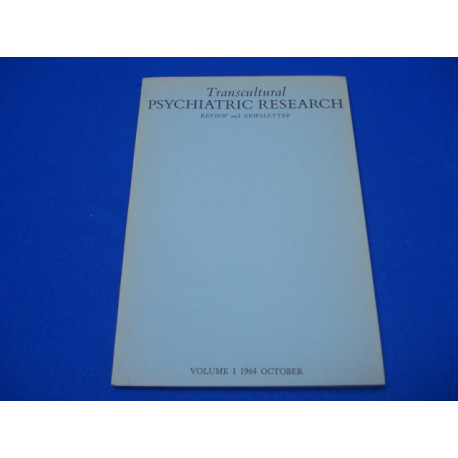 Transcultural
PSYCHIATRIC RESEARCH
REVIEW and NEWSLETTER
VOLUME I 1964 OCTOBER